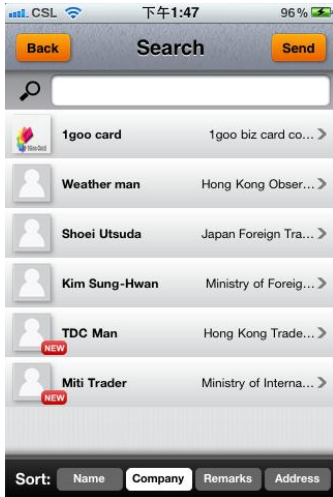 CSL 下午1:47 96%
Back Search Send
1goo card 1goo biz card co...
Weather man Hong Kong Obser...
Shoei Utsuda Japan Foreign Tra...
Kim Sung-Hwan Ministry of Foreig...
TDC Man Hong Kong Trade...
NEW
Miti Trader Ministry of Interna...
NEW
Sort: Name Company Remarks Address